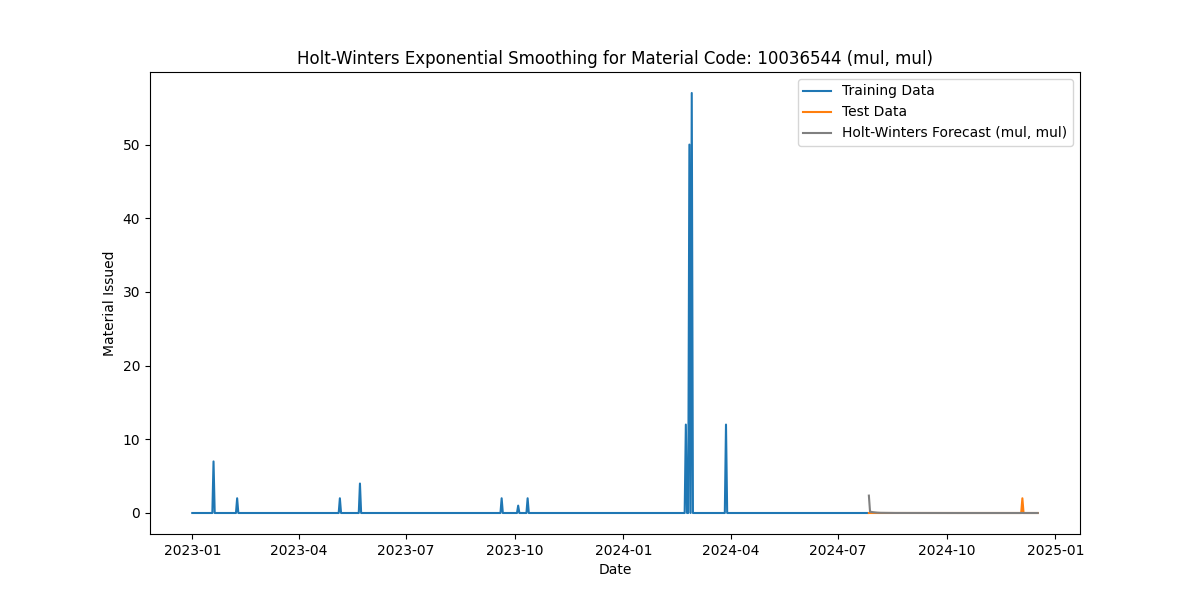 Holt-Winters Exponential Smoothing for Material Code: 10036544 (mul, mul)
Training Data
Test Data
Holt-Winters Forecast (mul, mul)
Material Issued
50
40
30
20
10
0
2023-01 2023-04 2023-07 2023-10 2024-01 2024-04 2024-07 2024-10 2025-01
Date